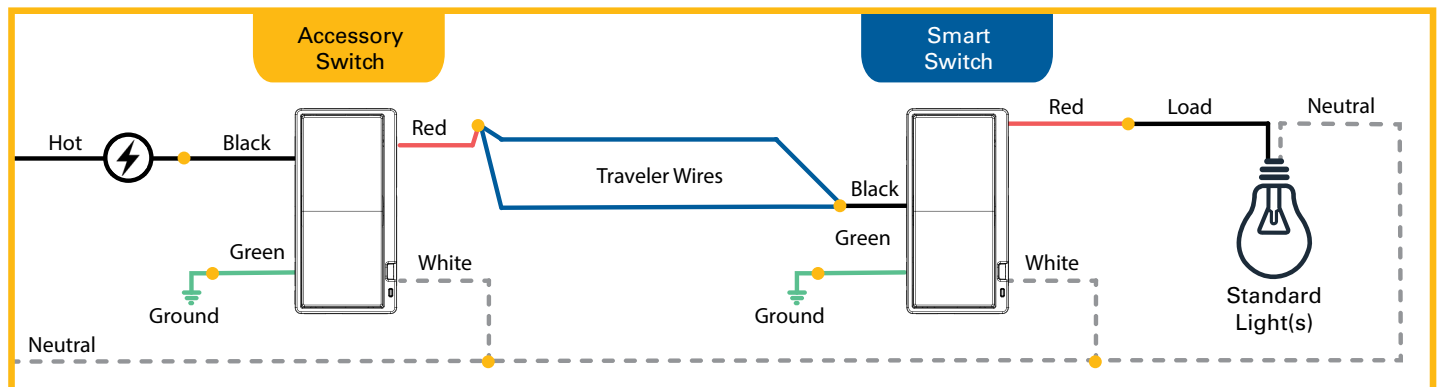 Accessory
Switch
Smart
Switch
Hot
Black
Red
Traveler Wires
Black
Red
Load
Neutral
Green
White
Green
White
Ground
Ground
Standard
Light(s)
Neutral